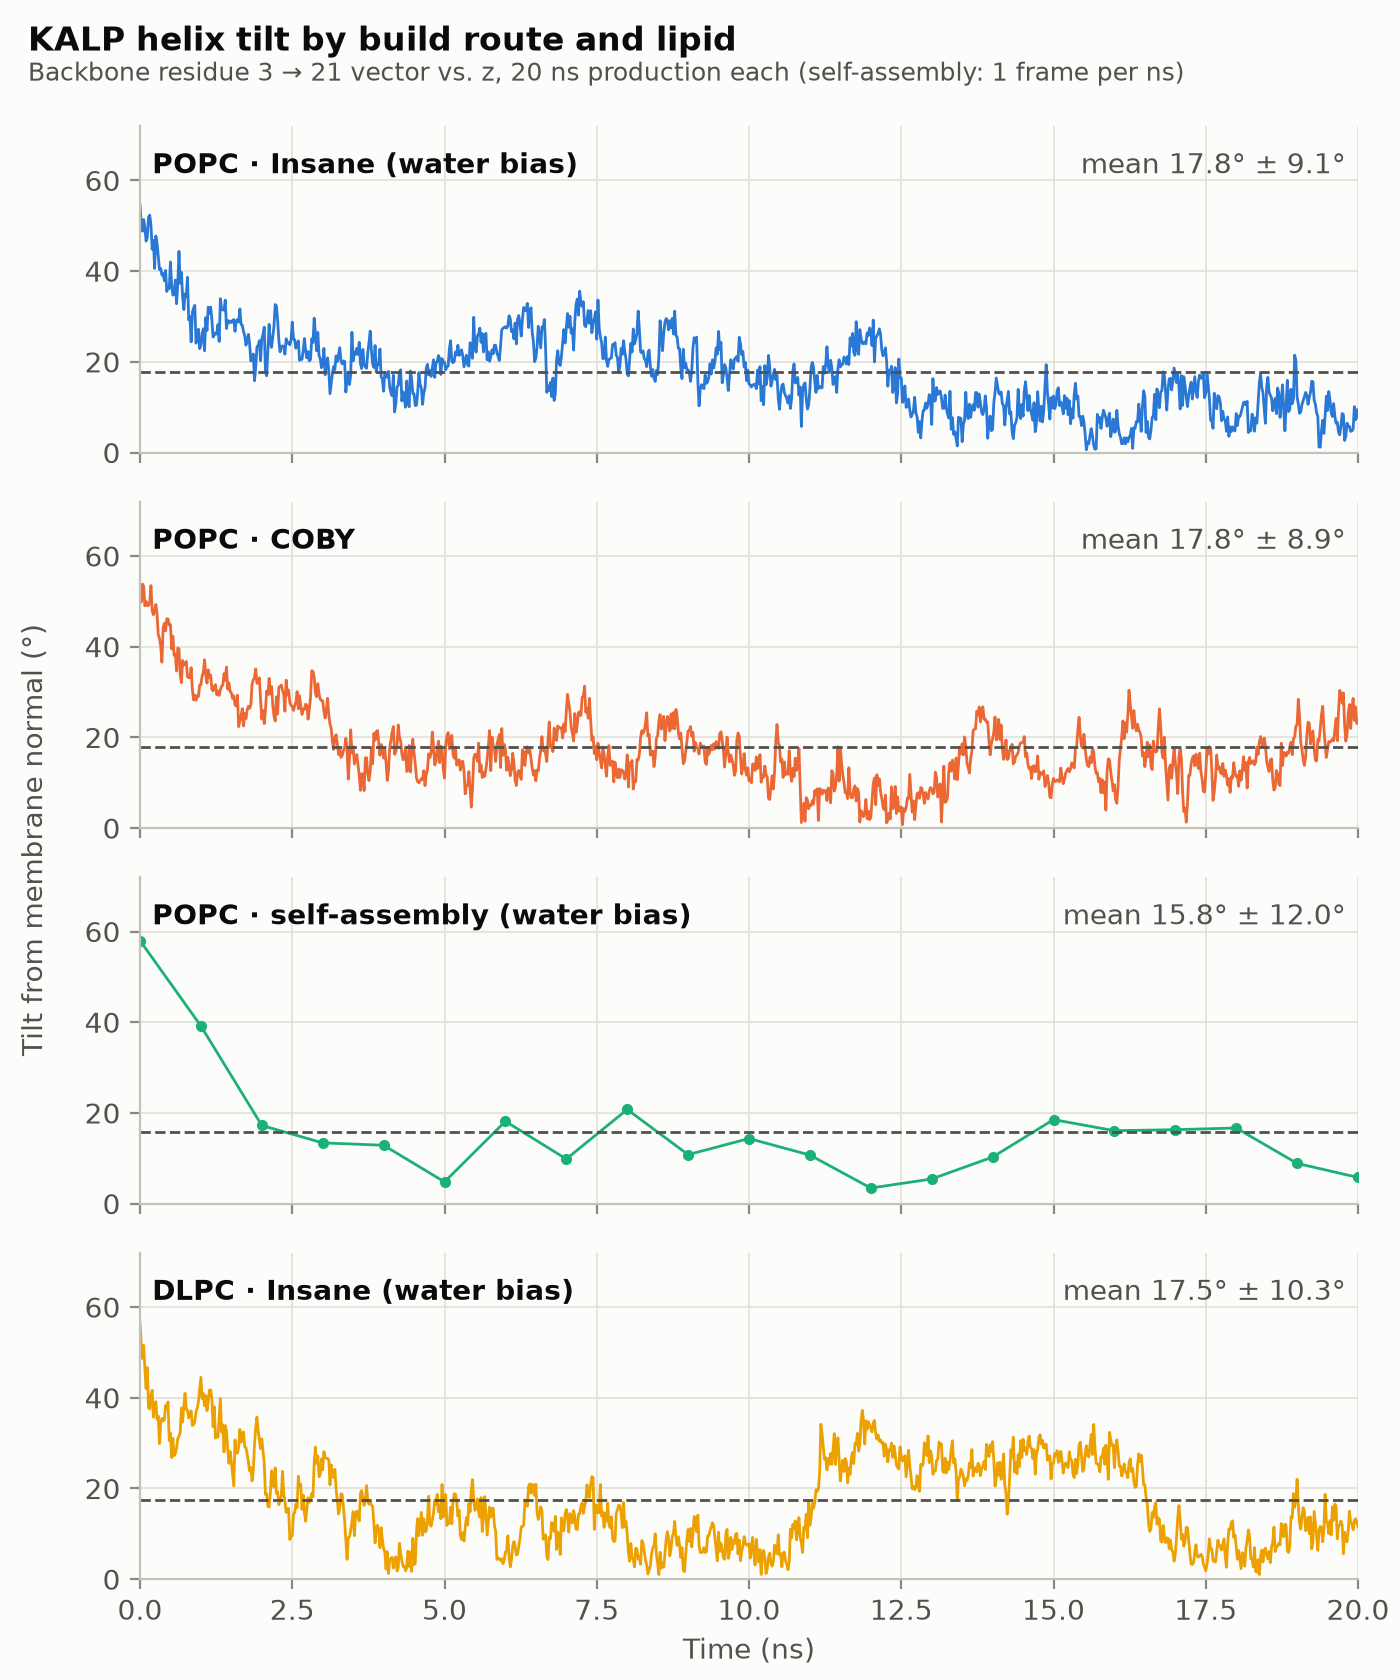 KALP helix tilt by build route and lipid
Backbone residue 3 → 21 vector vs. z, 20 ns production each (self-assembly: 1 frame per ns)
POPC · Insane (water bias)
mean 17.8° ± 9.1°
60
40
20
0
POPC · COBY
mean 17.8° ± 8.9°
60
40
20
0
Tilt from membrane normal (°)
POPC · self-assembly (water bias)
mean 15.8° ± 12.0°
60
40
20
0
DLPC · Insane (water bias)
mean 17.5° ± 10.3°
60
40
20
0
0.0 2.5 5.0 7.5 10.0 12.5 15.0 17.5 20.0
Time (ns)